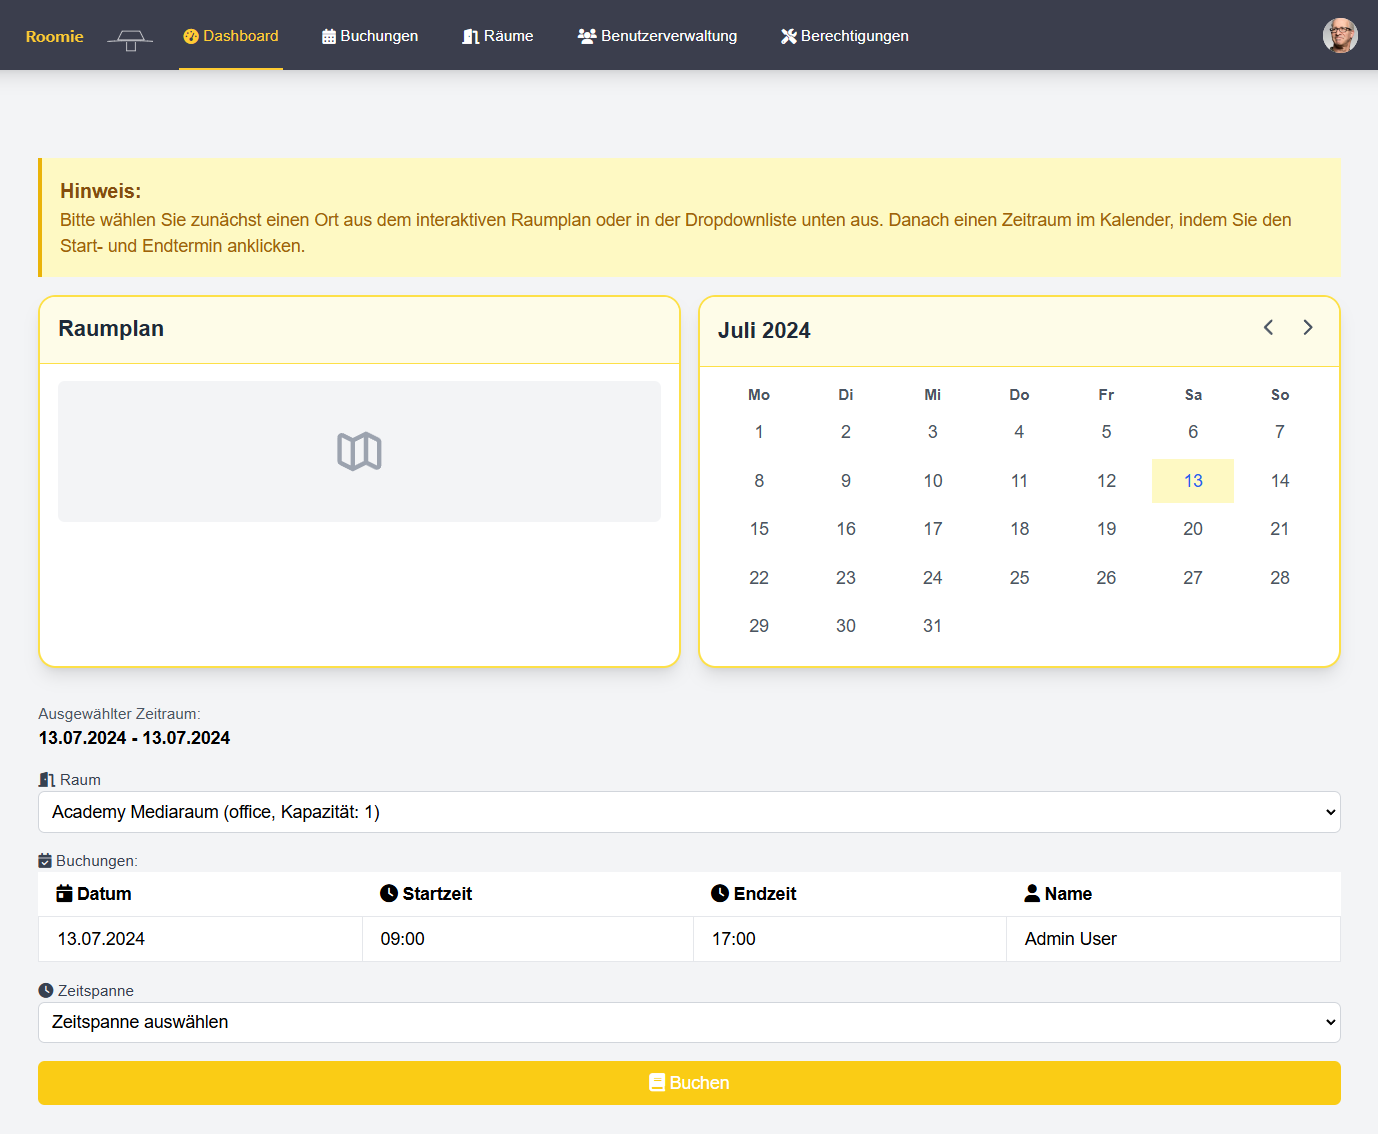 Roomie Dashboard Buchungen Räume Benutzerverwaltung Berechtigungen
Hinweis:
Bitte wählen Sie zunächst einen Ort aus dem interaktiven Raumplan oder in der Dropdownliste unten aus. Danach einen Zeitraum im Kalender, indem Sie den
Start- und Endtermin anklicken.
Raumplan
Juli 2024
Mo Di Mi Do Fr Sa So
1 2 3 4 5 6 7
8 9 10 11 12 13 14
15 16 17 18 19 20 21
22 23 24 25 26 27 28
29 30 31
Ausgewählter Zeitraum:
13.07.2024 - 13.07.2024
Raum
Academy Mediaraum (office, Kapazität: 1)
Buchungen:
Datum Startzeit Endzeit Name
13.07.2024 09:00 17:00 Admin User
Zeitspanne
Zeitspanne auswählen
Buchen